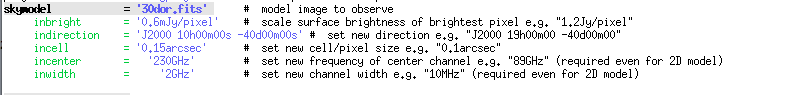 skymodel = '30dor.fits' # model image to observe
inbright = '0.6mJy/pixel' # scale surface brightness of brightest pixel e.g. "1.2Jy/pixel"
indirection = 'J2000 10h00m00s -40d00m00s' # set new direction e.g. "J2000 19h00m00 -40d00m00"
incell = '0.15arcsec' # set new cell/pixel size e.g. "0.1arcsec"
incenter = '230GHz' # set new frequency of center channel e.g. "89GHz" (required even for 2D model)
inwidth = '2GHz' # set new channel width e.g. "10MHz" (required even for 2D model)